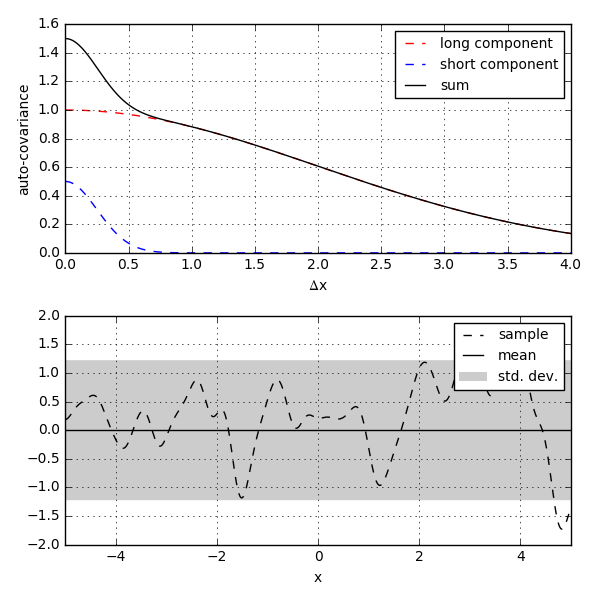 1.6
1.4
1.2
1.0
0.8
0.6
0.4
0.2
0.0
auto-covariance
long component
short component
sum
0.0 0.5 1.0 1.5 2.0 2.5 3.0 3.5 4.0
Δx
2.0
1.5
1.0
0.5
0.0
−0.5
−1.0
−1.5
−2.0
sample
mean
std. dev.
−4 −2 0 2 4
x